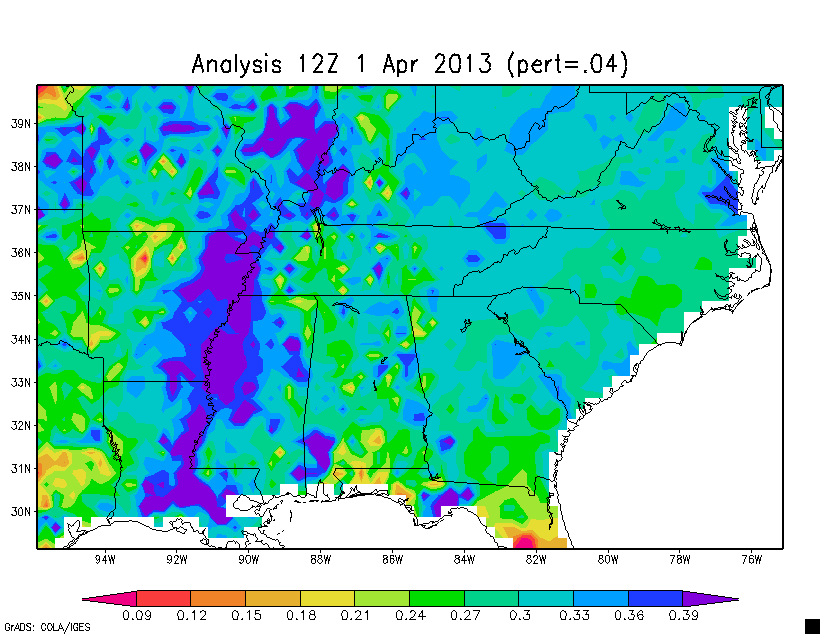 Analysis 12Z 1 Apr 2013 (pert=.04)
39N
38N
37N
36N
35N
34N
33N
32N
31N
30N
94W 92W 90W 88W 86W 84W 82W 80W 78W 76W
0.09 0.12 0.15 0.18 0.21 0.24 0.27 0.3 0.33 0.36 0.39
GrADS: COLA/IGES